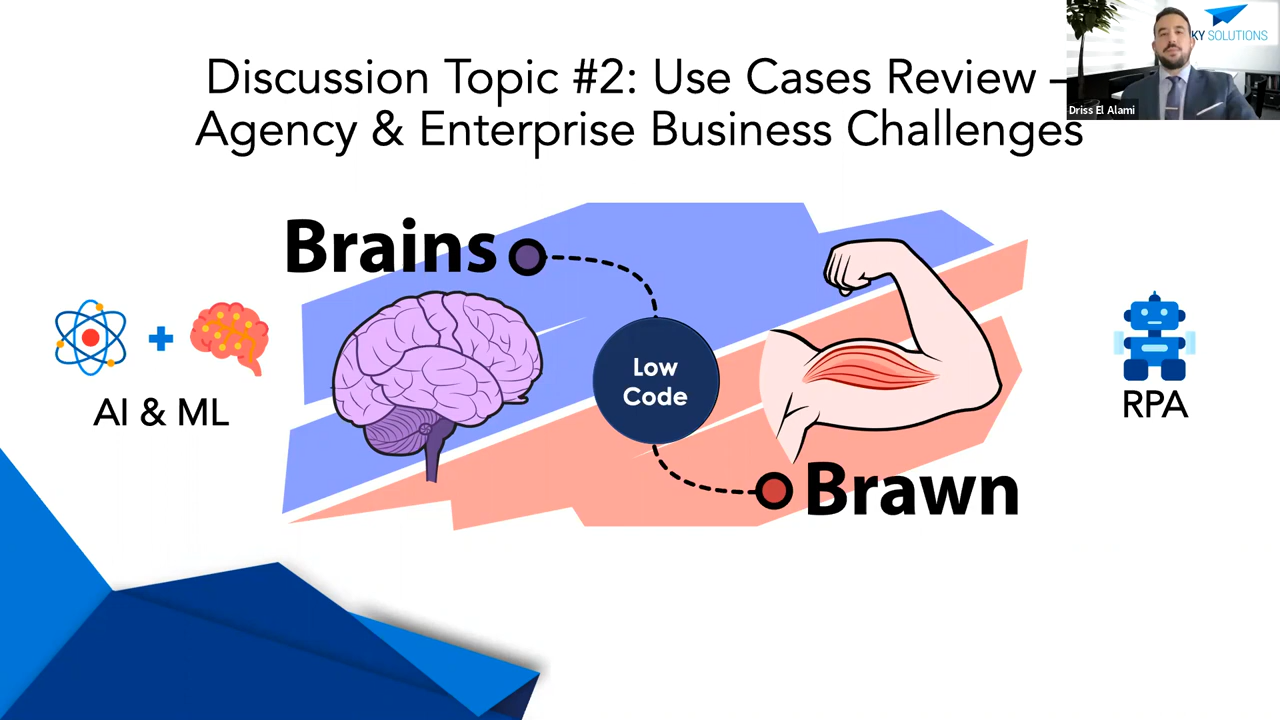 Discussion Topic #2: Use Cases Review –
Agency & Enterprise Business Challenges
KY SOLUTIONS
Driss El Alami
Brains
Low
Code
AI & ML
RPA
Brawn